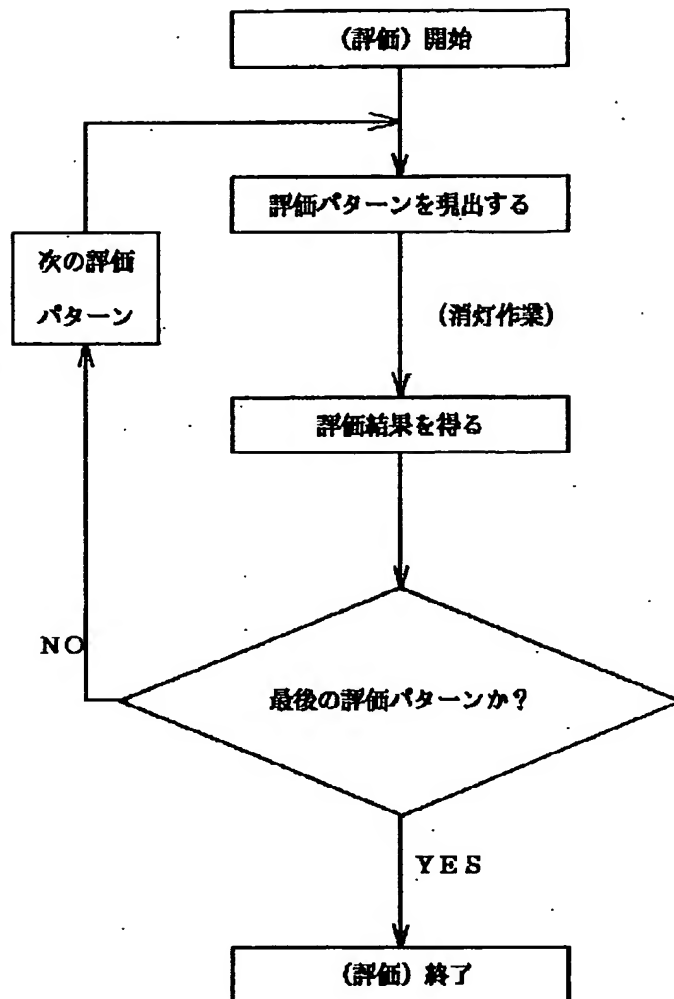 （評価）開始
評価パターンを現出する
次の評価
パターン
（消灯作業）
評価結果を得る
NO
最後の評価パターンか？
YES
（評価）終了